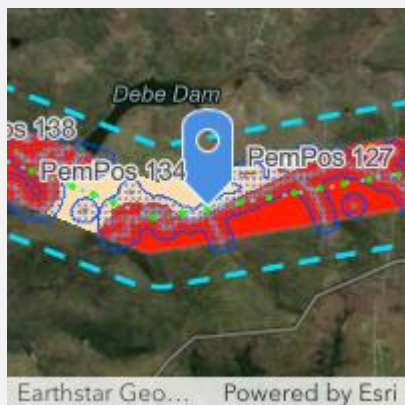 Debe Dam
os 138
PemPos 134
PemPos 127
Earthstar Geo... Powered by Esri